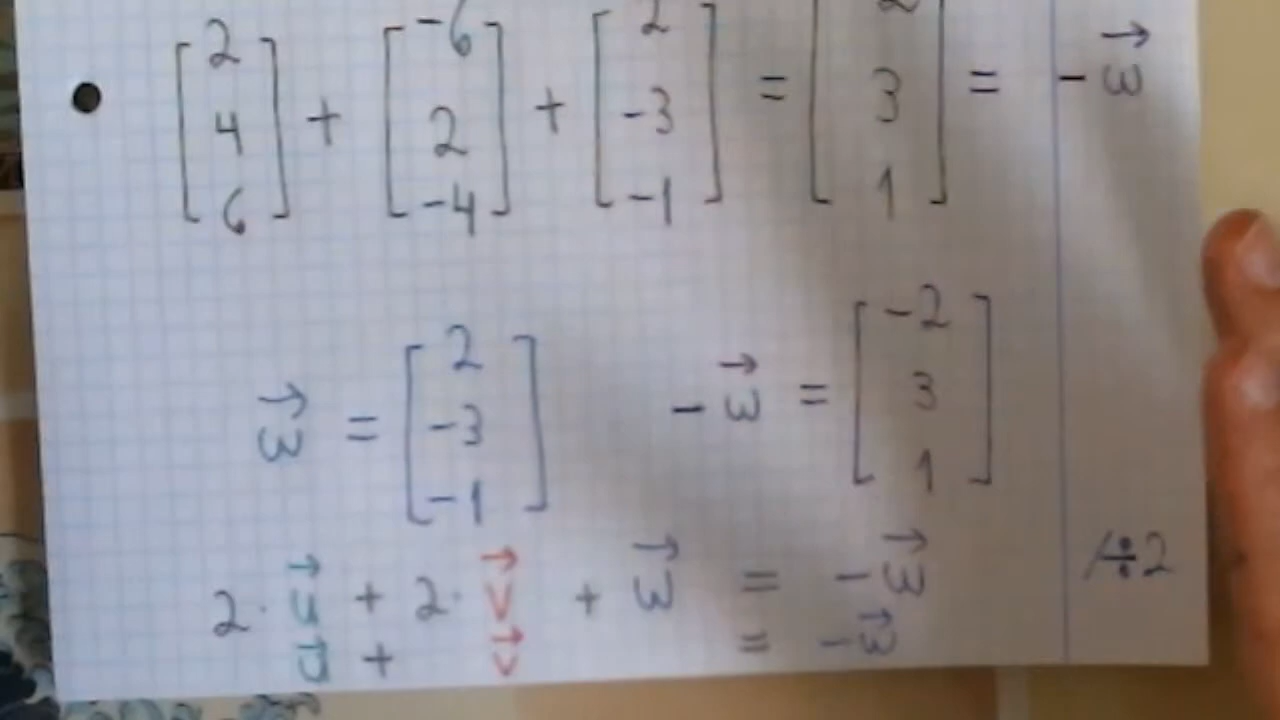 [2 4 6] + [-6 2 -4] + [2 -3 -1] = [-2 3 1] = -w⃗
w⃗ = [2 -3 -1] -w⃗ = [-2 3 1]
2·u⃗ + 2·v⃗ + w⃗ = -w⃗ /÷2
u⃗ + v⃗ = -w⃗